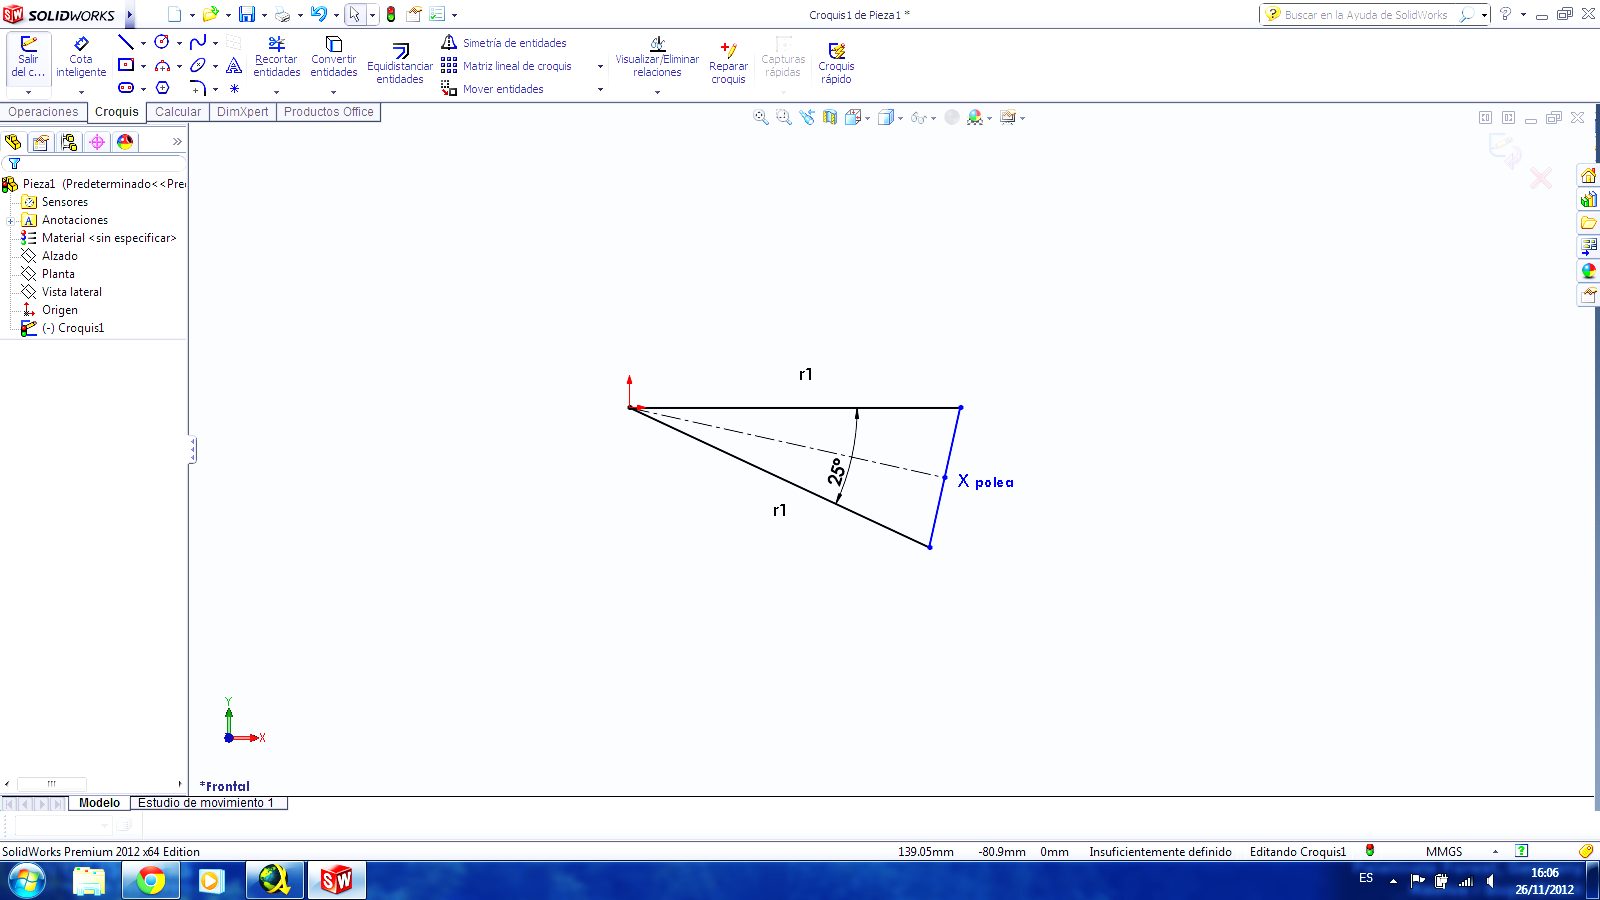 SOLIDWORKS
Croquis1 de Pieza1 *
Buscar en la Ayuda de SolidWorks
Salir del c...
Cota inteligente
Recortar entidades
Convertir entidades
Equidistanciar entidades
Simetría de entidades
Matriz lineal de croquis
Mover entidades
Visualizar/Eliminar relaciones
Reparar croquis
Capturas rápidas
Croquis rápido
Operaciones Croquis Calcular DimXpert Productos Office
Pieza1 (Predeterminado<<Pre
Sensores
Anotaciones
Material <sin especificar>
Alzado
Planta
Vista lateral
Origen
(-) Croquis1
r1
25°
X polea
r1
Y
X
*Frontal
Modelo Estudio de movimiento 1
SolidWorks Premium 2012 x64 Edition 139.05mm -80.9mm 0mm Insuficientemente definido Editando Croquis1 MMGS
ES
16:06
26/11/2012